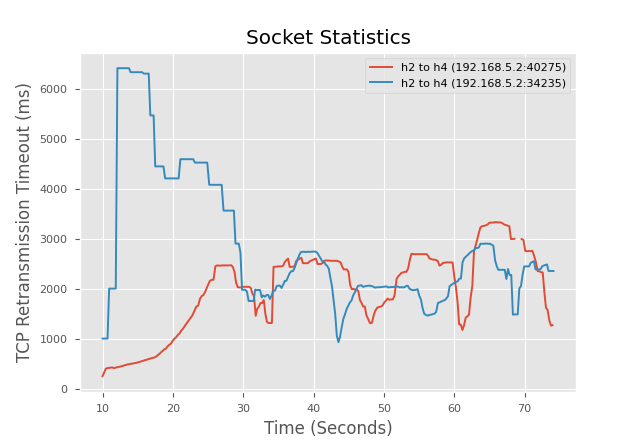 Socket Statistics
h2 to h4 (192.168.5.2:40275)
h2 to h4 (192.168.5.2:34235)
TCP Retransmission Timeout (ms)
6000
5000
4000
3000
2000
1000
0
10 20 30 40 50 60 70
Time (Seconds)